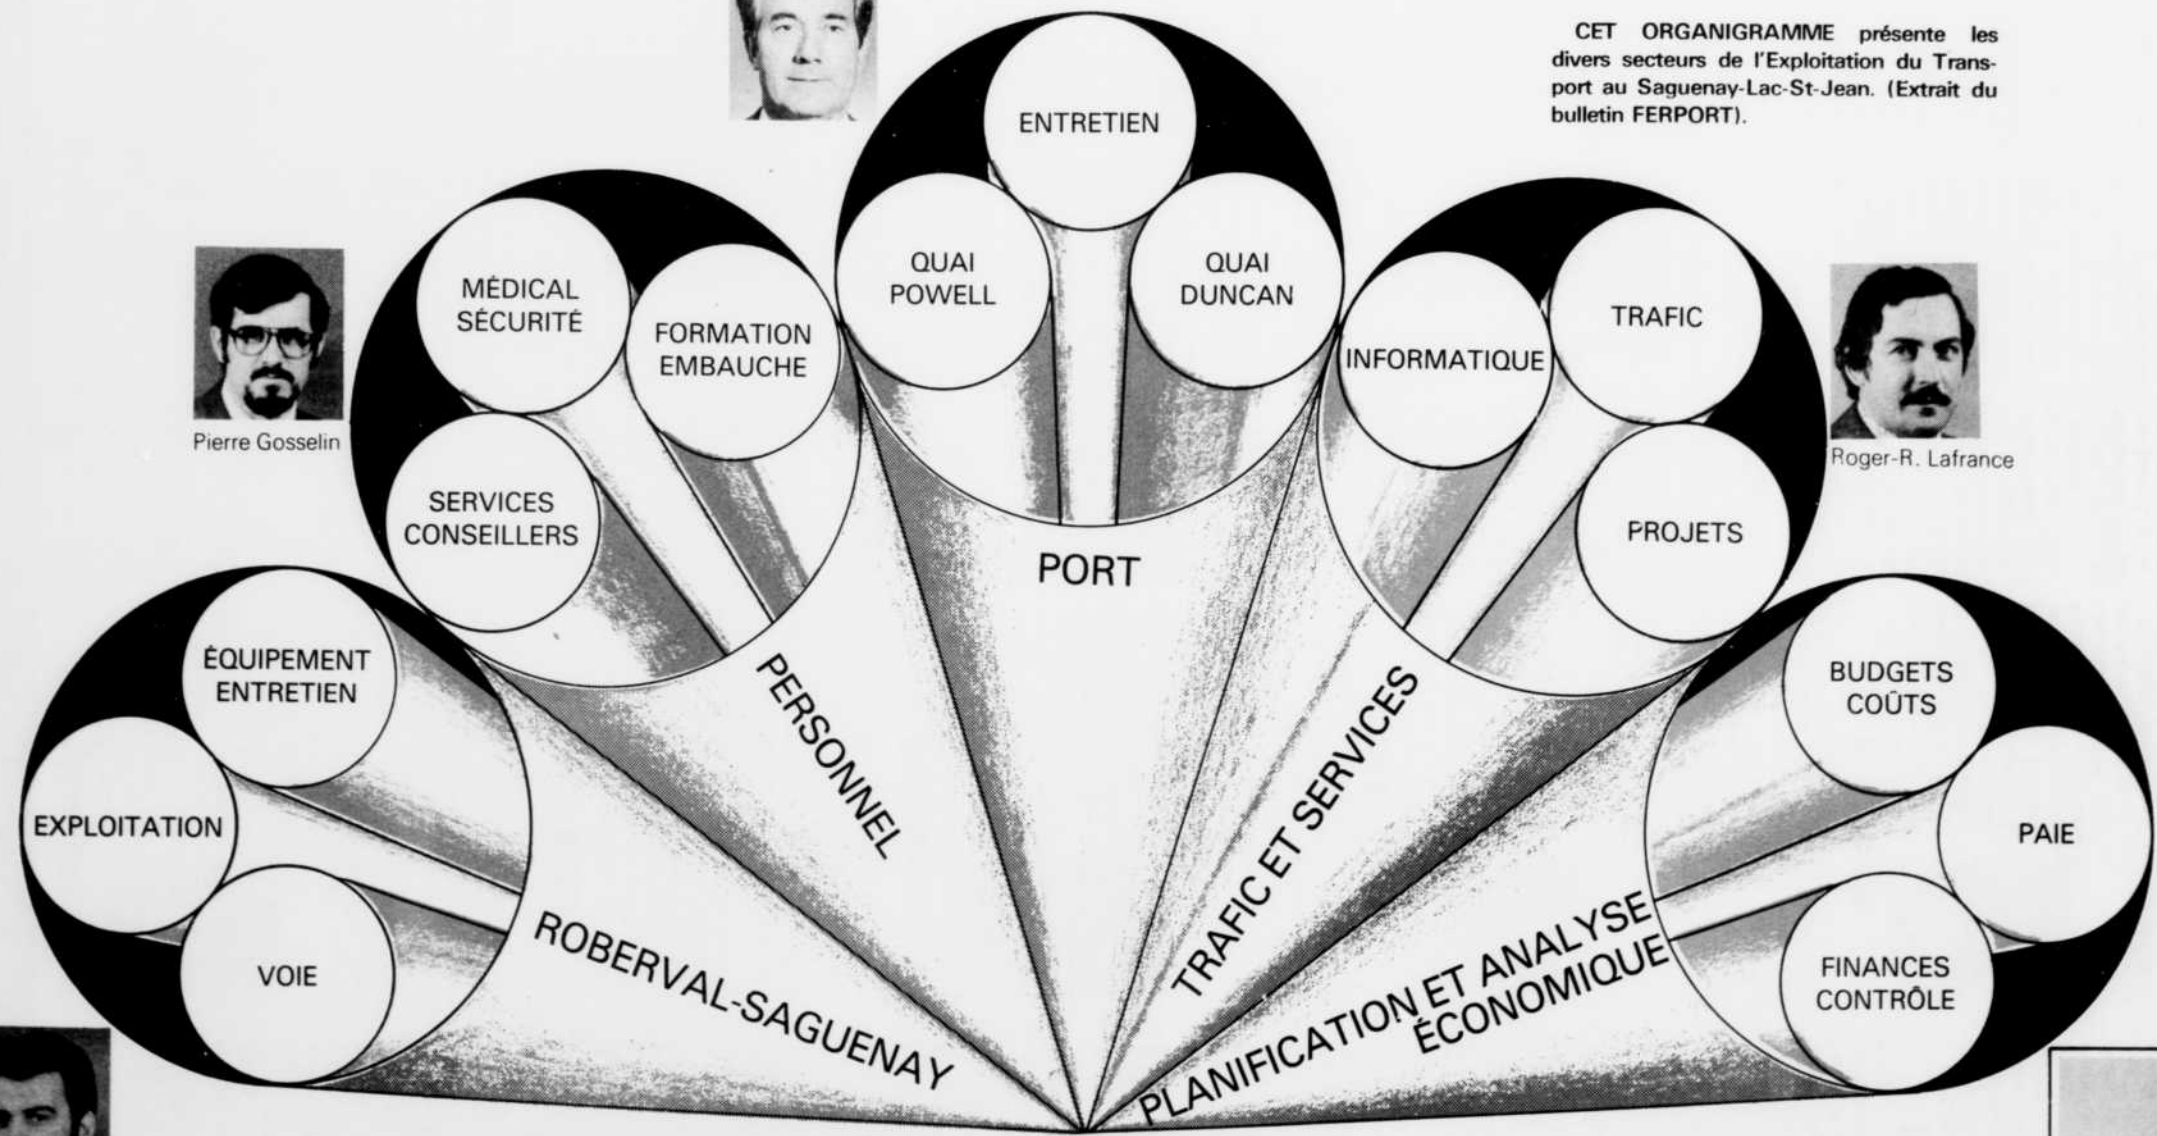 CET ORGANIGRAMME présente les
divers secteurs de l'Exploitation du Trans-
port au Saguenay-Lac-St-Jean. (Extrait du
bulletin FERPORT).
ENTRETIEN
QUAI
POWELL
QUAI
DUNCAN
PORT
MÉDICAL
SÉCURITÉ
FORMATION
EMBAUCHE
SERVICES
CONSEILLERS
PERSONNEL
Pierre Gosselin
INFORMATIQUE
TRAFIC
PROJETS
TRAFIC ET SERVICES
Roger-R. Lafrance
ÉQUIPEMENT
ENTRETIEN
EXPLOITATION
VOIE
ROBERVAL-SAGUENAY
BUDGETS
COÛTS
PAIE
FINANCES
CONTRÔLE
PLANIFICATION ET ANALYSE
ÉCONOMIQUE